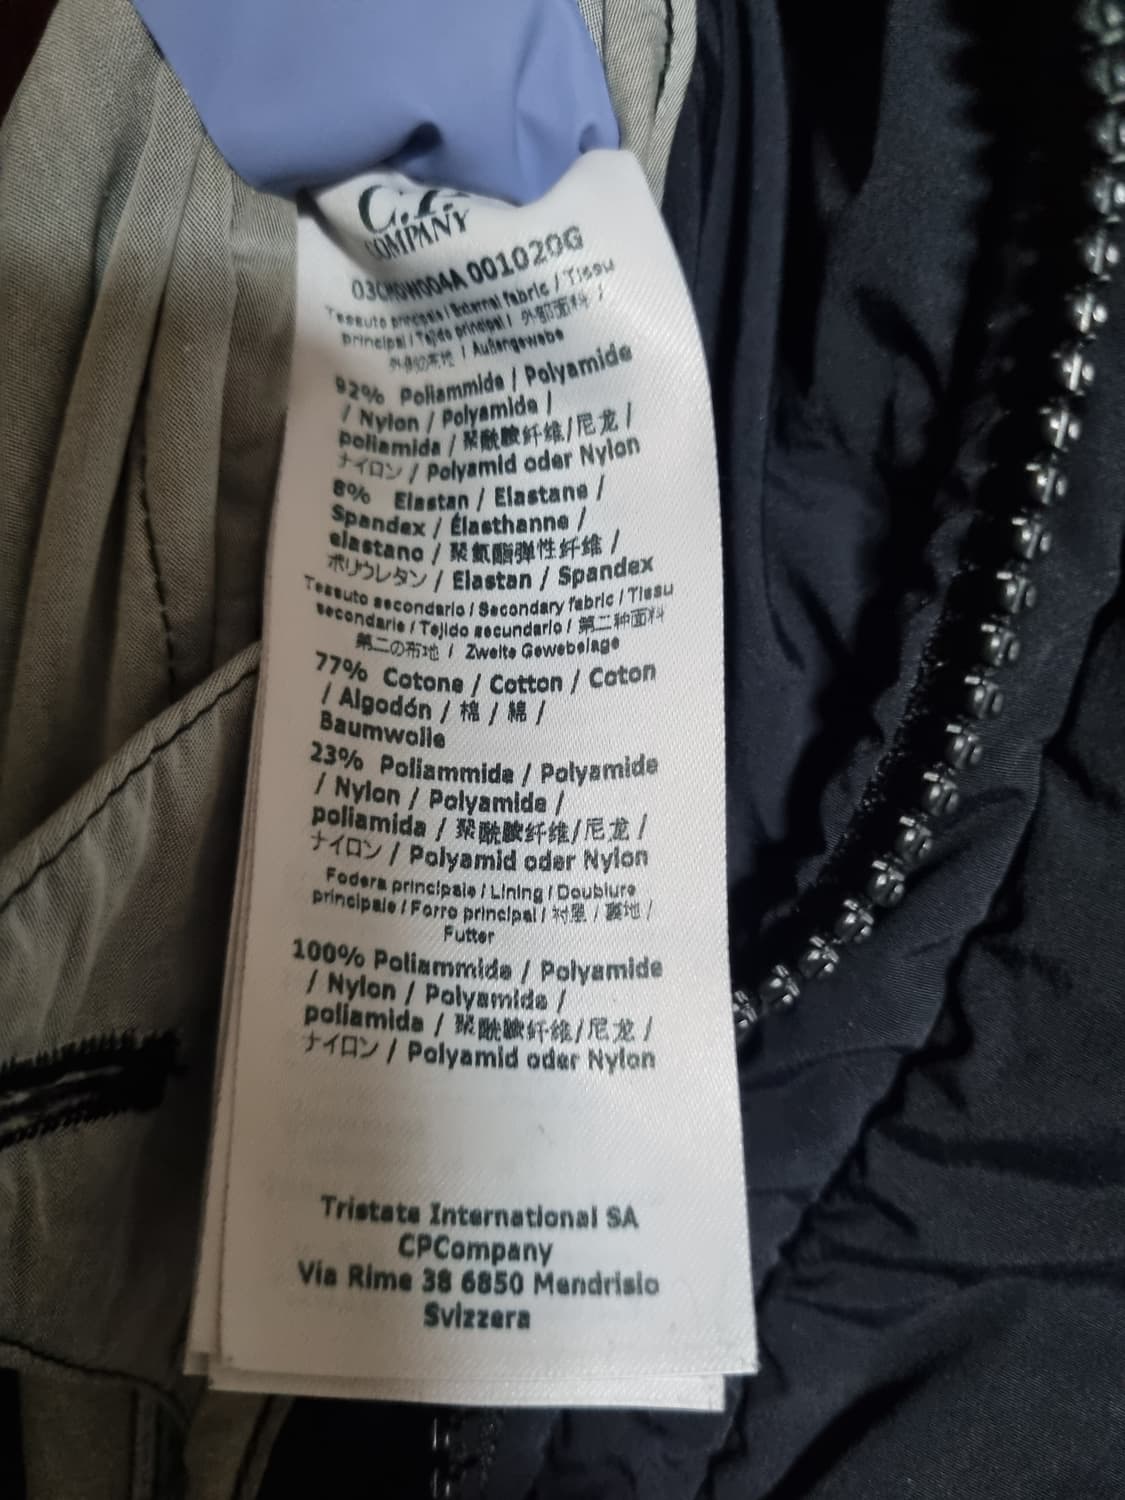 C.P.
COMPANY
03CMOW004A 001020G
Tessuto principale / External fabric / Tissu
principal / Tejido principal / 外部面料 /
外側の布地 / Außengewebe
92% Poliammide / Polyamide
/ Nylon / Polyamide /
poliamida / 聚酰胺纤维/尼龙 /
ナイロン / Polyamid oder Nylon
8% Elastan / Elastane /
Spandex / Élasthanne /
elastano / 聚氨酯弹性纤维 /
ポリウレタン / Elastan / Spandex
Tessuto secondario / Secondary fabric / Tissu
secondarie / Tejido secundario / 第二种面料
第二の布地 / Zweite Gewebelage
77% Cotone / Cotton / Coton
/ Algodón / 棉 / 綿 /
Baumwolle
23% Poliammide / Polyamide
/ Nylon / Polyamide /
poliamida / 聚酰胺纤维/尼龙 /
ナイロン / Polyamid oder Nylon
Fodera principale / Lining / Doublure
principale / Forro principal / 衬里 / 裏地 /
Futter
100% Poliammide / Polyamide
/ Nylon / Polyamide /
poliamida / 聚酰胺纤维/尼龙 /
ナイロン / Polyamid oder Nylon
Tristate International SA
CPCompany
Via Rime 38 6850 Mendrisio
Svizzera